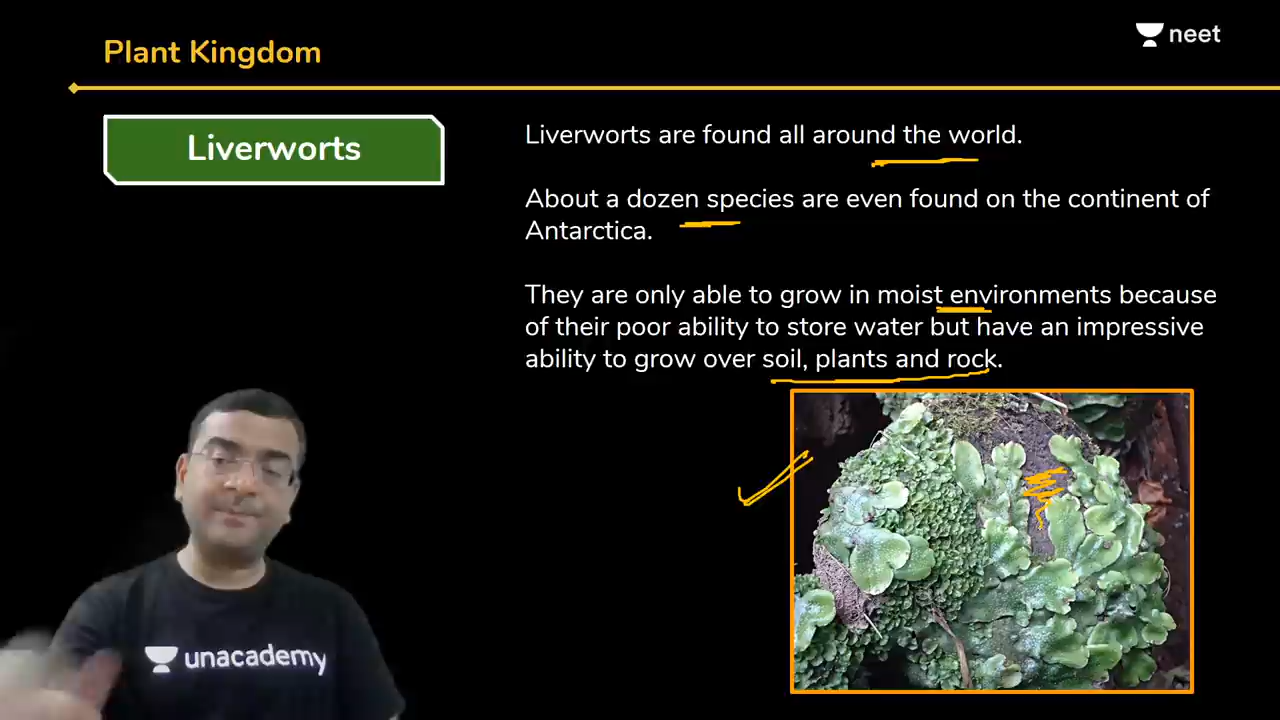 Plant Kingdom
neet
Liverworts
Liverworts are found all around the world.
About a dozen species are even found on the continent of
Antarctica.
They are only able to grow in moist environments because
of their poor ability to store water but have an impressive
ability to grow over soil, plants and rock.
unacademy